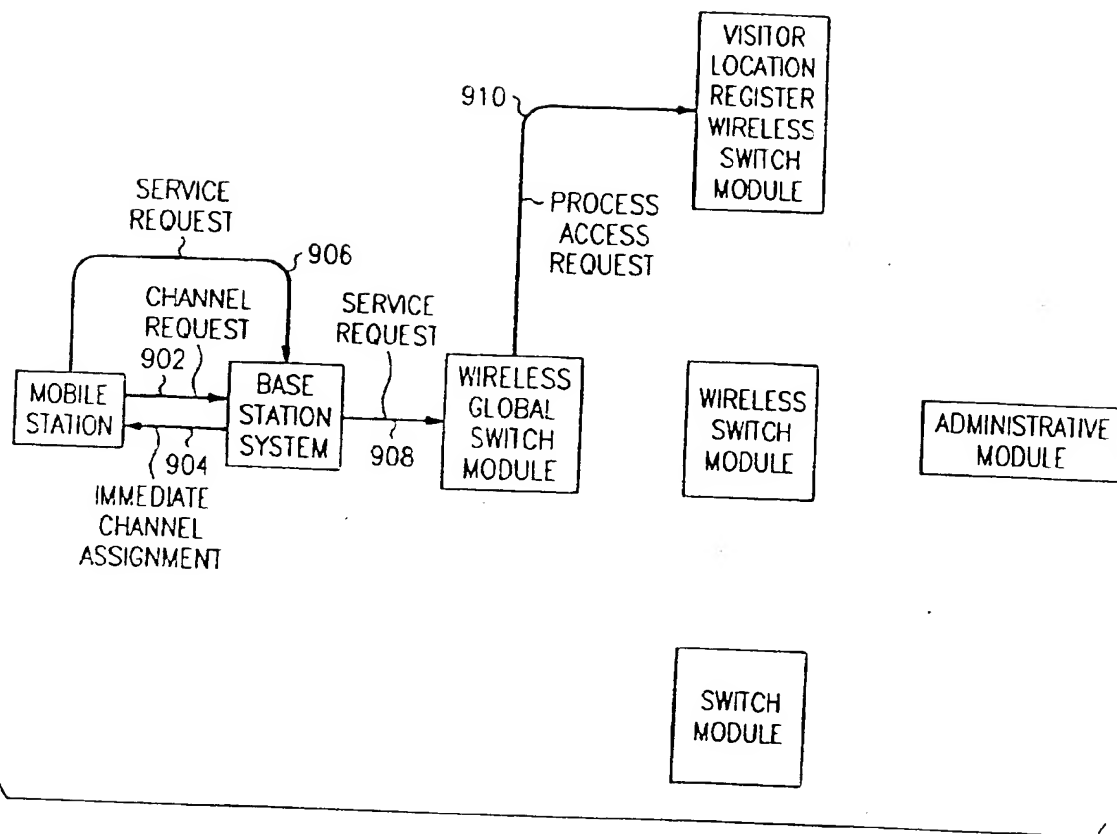 VISITOR
LOCATION
REGISTER
WIRELESS
SWITCH
MODULE
910
PROCESS
ACCESS
REQUEST
SERVICE
REQUEST
906
CHANNEL
REQUEST
902
SERVICE
REQUEST
MOBILE
STATION
BASE
STATION
SYSTEM
904
IMMEDIATE
CHANNEL
ASSIGNMENT
908
WIRELESS
GLOBAL
SWITCH
MODULE
WIRELESS
SWITCH
MODULE
ADMINISTRATIVE
MODULE
SWITCH
MODULE